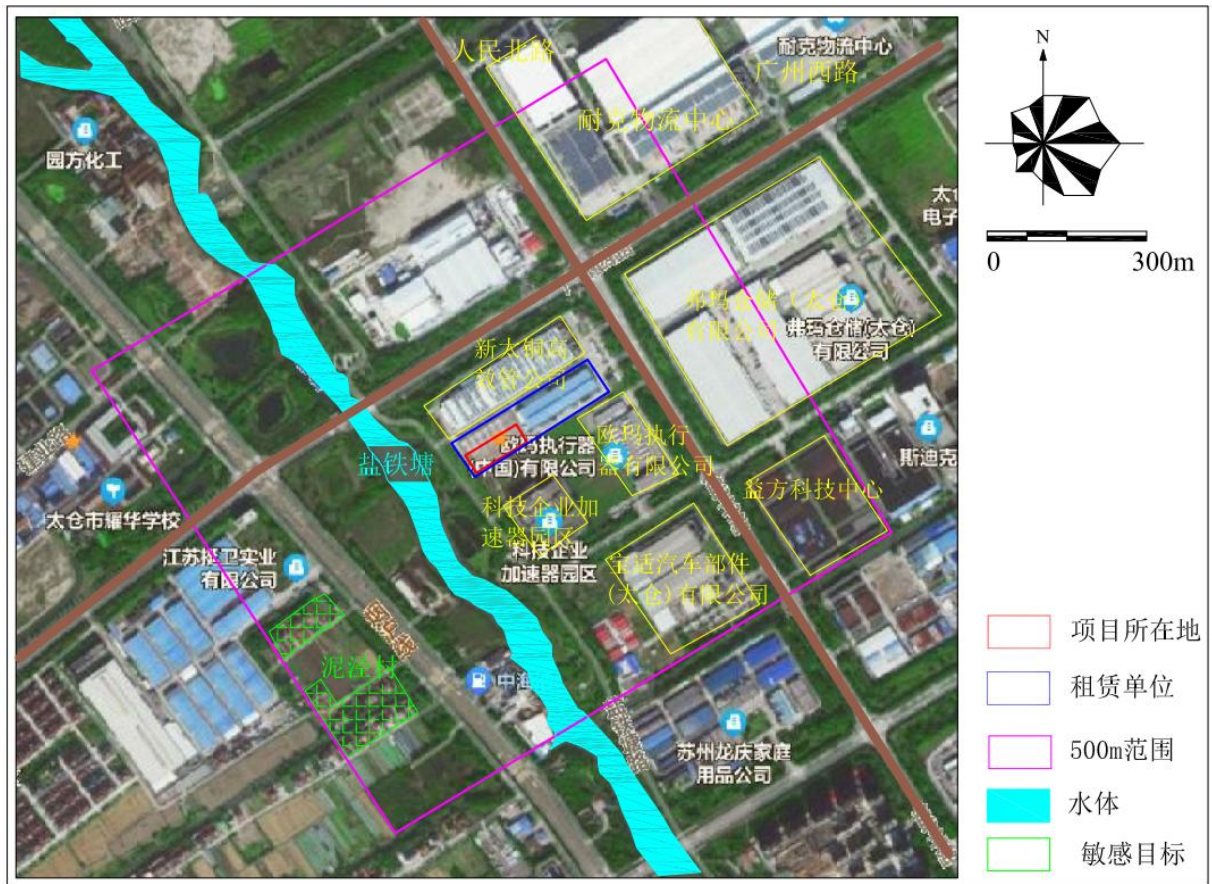 人民北路
耐克物流中心
广州西路
耐克物流中心
N
园方化工
太
电子
0 300m
弗玛仓储(太仓)
有限公司
弗玛仓储(太仓)
有限公司
新太铜高
效管公司
欧玛执行器
(中国)有限公司
欧玛执行
器有限公司
斯迪克
盐铁塘
益方科技中心
太仓市耀华学校
科技企业加
速器园区
科技企业
加速器园区
江苏挺卫实业
有限公司
宝适汽车部件
(太仓)有限公司
泥泾村
中海
苏州龙庆家庭
用品公司
项目所在地
租赁单位
500m范围
水体
敏感目标